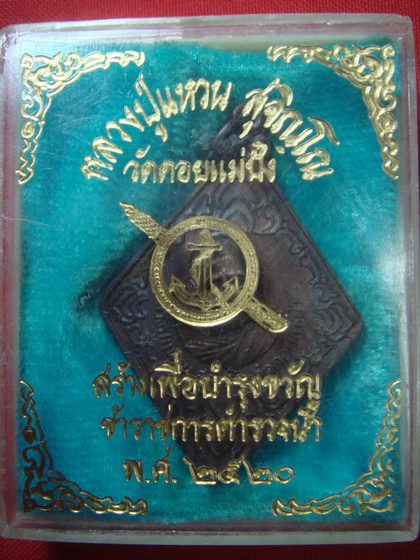 หลวงปู่แหวน สุจิณฺโณ
วัดดอยแม่ปั๋ง
สร้างเพื่อบำรุงขวัญ
ข้าราชการตำรวจน้ำ
พ.ศ. ๒๕๒๐